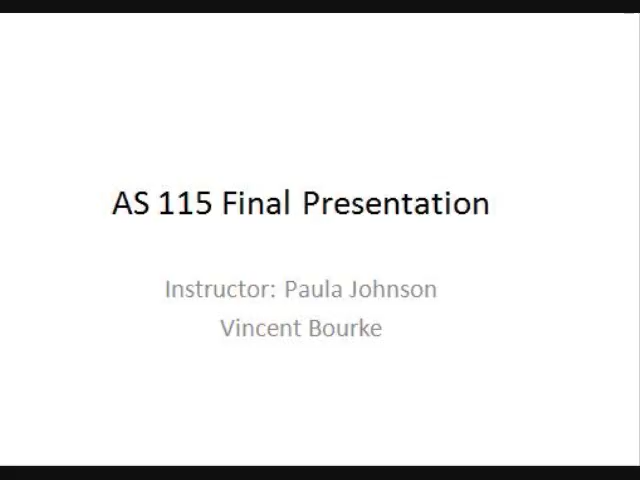 AS 115 Final Presentation
Instructor: Paula Johnson
Vincent Bourke